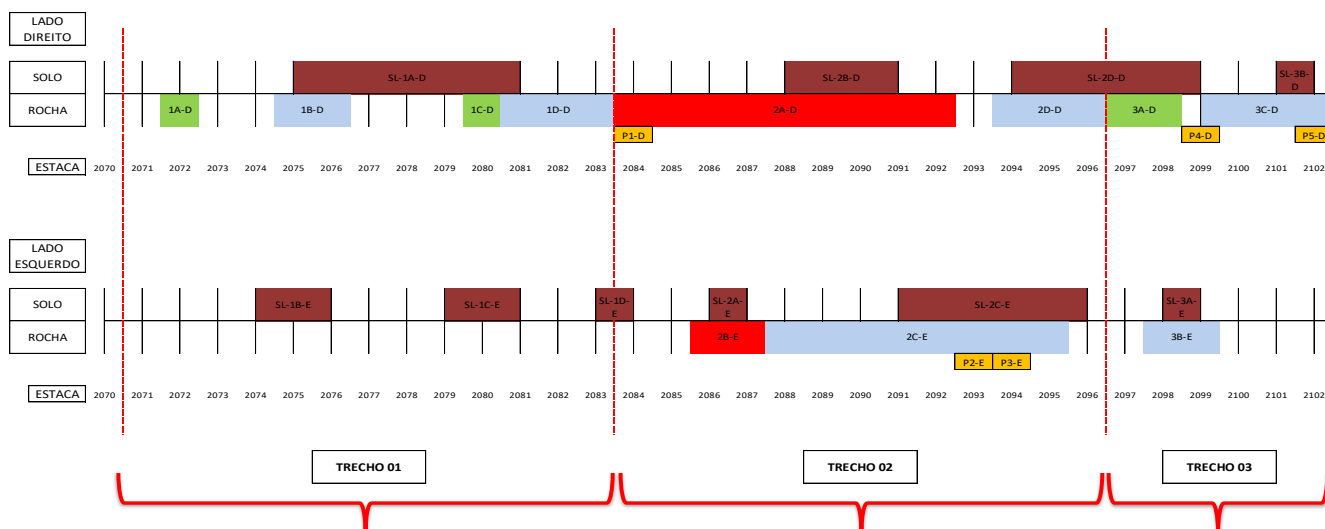 LADO
DIREITO
SOLO
SL-1A-D
SL-2B-D
SL-2D-D
SL-3B-
D
ROCHA
1A-D
1B-D
1C-D
1D-D
2A-D
2D-D
3A-D
3C-D
P1-D
P4-D
P5-D
ESTACA
2070 2071 2072 2073 2074 2075 2076 2077 2078 2079 2080 2081 2082 2083 2084 2085 2086 2087 2088 2089 2090 2091 2092 2093 2094 2095 2096 2097 2098 2099 2100 2101 2102
LADO
ESQUERDO
SOLO
SL-1B-E
SL-1C-E
SL-1D-
E
SL-2A-
E
SL-2C-E
SL-3A-
E
ROCHA
2B-E
2C-E
3B-E
P2-E
P3-E
ESTACA
2070 2071 2072 2073 2074 2075 2076 2077 2078 2079 2080 2081 2082 2083 2084 2085 2086 2087 2088 2089 2090 2091 2092 2093 2094 2095 2096 2097 2098 2099 2100 2101 2102
TRECHO 01
TRECHO 02
TRECHO 03